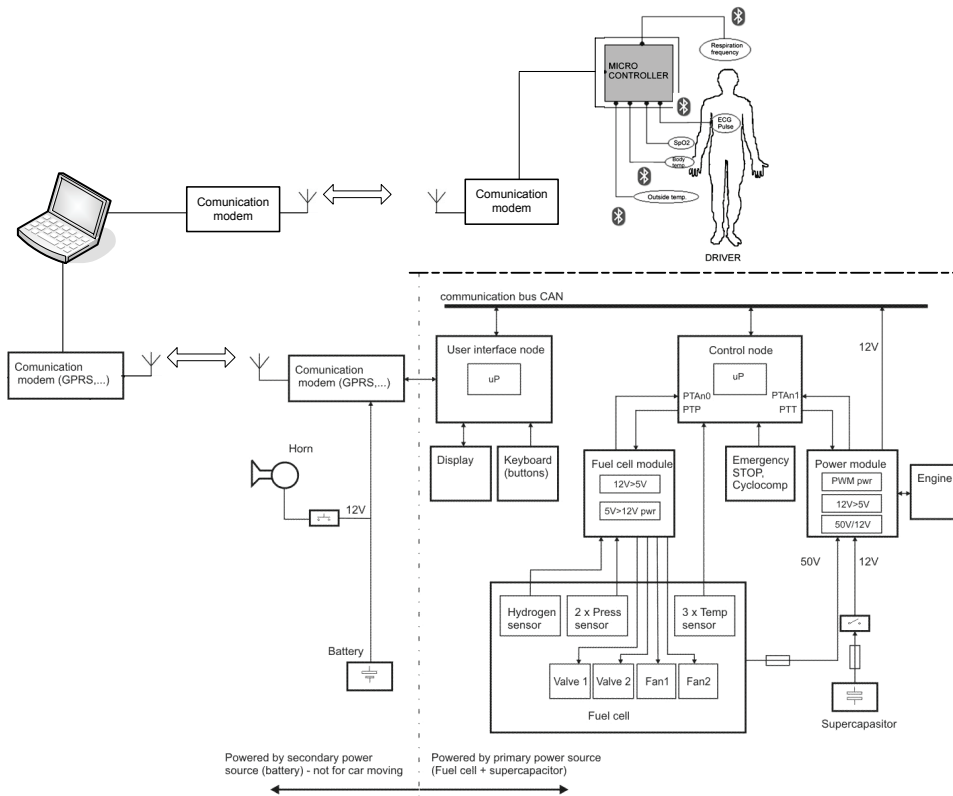 Respiration
frequency
MICRO
CONTROLLER
ECG
Pulse
SpO2
Body
temp.
Outside temp.
DRIVER
Comunication
modem
Comunication
modem
communication bus CAN
12V
Comunication
modem (GPRS,...)
Comunication
modem (GPRS,...)
User interface node
uP
Control node
uP
PTAn0
PTAn1
PTP
PTT
Horn
12V
Display
Keyboard
(buttons)
Fuel cell module
12V>5V
5V>12V pwr
Emergency
STOP,
Cyclocomp
Power module
PWM pwr
12V>5V
50V/12V
Engine
50V
12V
Hydrogen
sensor
2 x Press
sensor
3 x Temp
sensor
Battery
Valve 1
Valve 2
Fan1
Fan2
Fuel cell
Supercapasitor
Powered by secondary power
source (battery) - not for car moving
Powered by primary power source
(Fuel cell + supercapacitor)